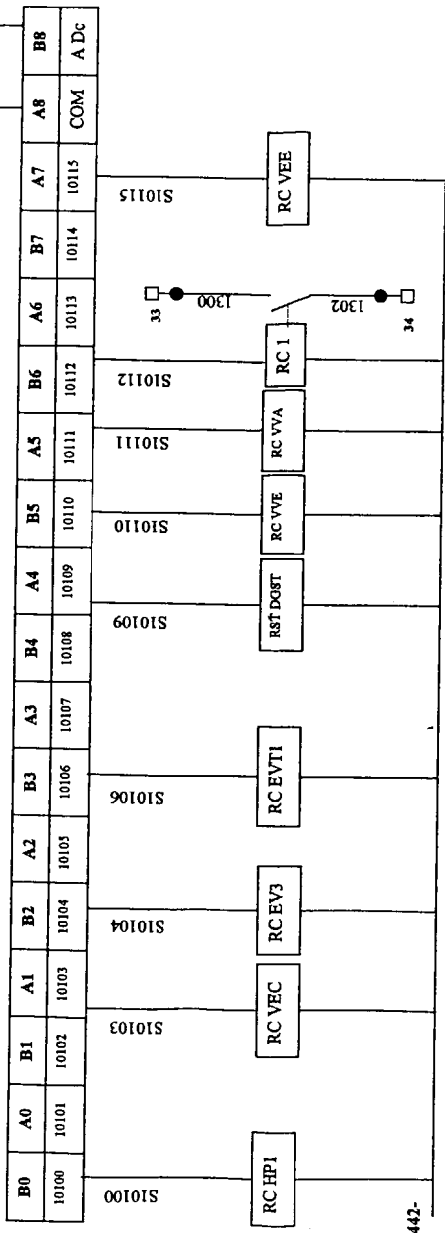 B0 A0 B1 A1 B2 A2 B3 A3 B4 A4 B5 A5 B6 A6 B7 A7 A8 B8
10100 10101 10102 10103 10104 10105 10106 10107 10108 10109 10110 10111 10112 10113 10114 10115 COM A Dc
S10100 S10103 S10104 S10106 S10109 S10110 S10111 S10112 S10115
33
1300
RC HP1 RC VEC RC EV3 RC EVT1 RST DGST RC VVE RC VVA RC 1 RC VEE
1302
34
442-